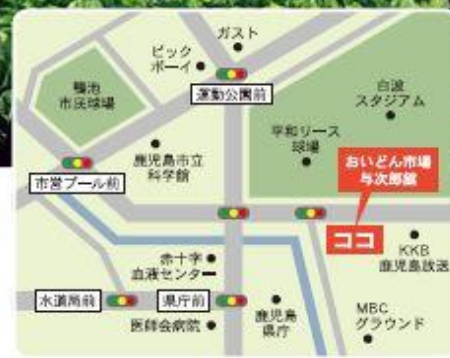 ガスト
ビック
ボーイ
運動公園前
鴨池
市民球場
白波
スタジアム
平和リース
球場
鹿児島市立
科学館
おいどん市場
与次郎館
市営プール前
ココ
KKB
鹿児島放送
赤十字
血液センター
水道局前
県庁前
医師会病院
鹿児島
県庁
MBC
グラウンド